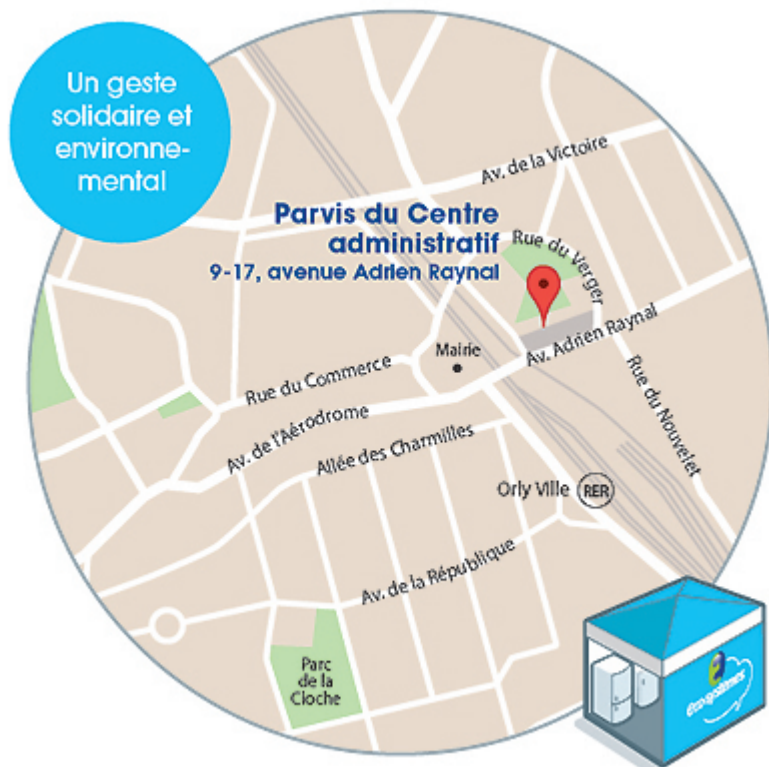 Un geste
solidaire et
environne-
mental
Av. de la Victoire
Parvis du Centre
administratif
9-17, avenue Adrien Raynal
Rue du Verger
Av. Adrien Raynal
Mairie
Rue du Commerce
Rue du Nouvelet
Av. de l'Aérodrome
Allée des Charmilles
Orly Ville RER
Av. de la République
Parc
de la
Cloche
éco-systèmes